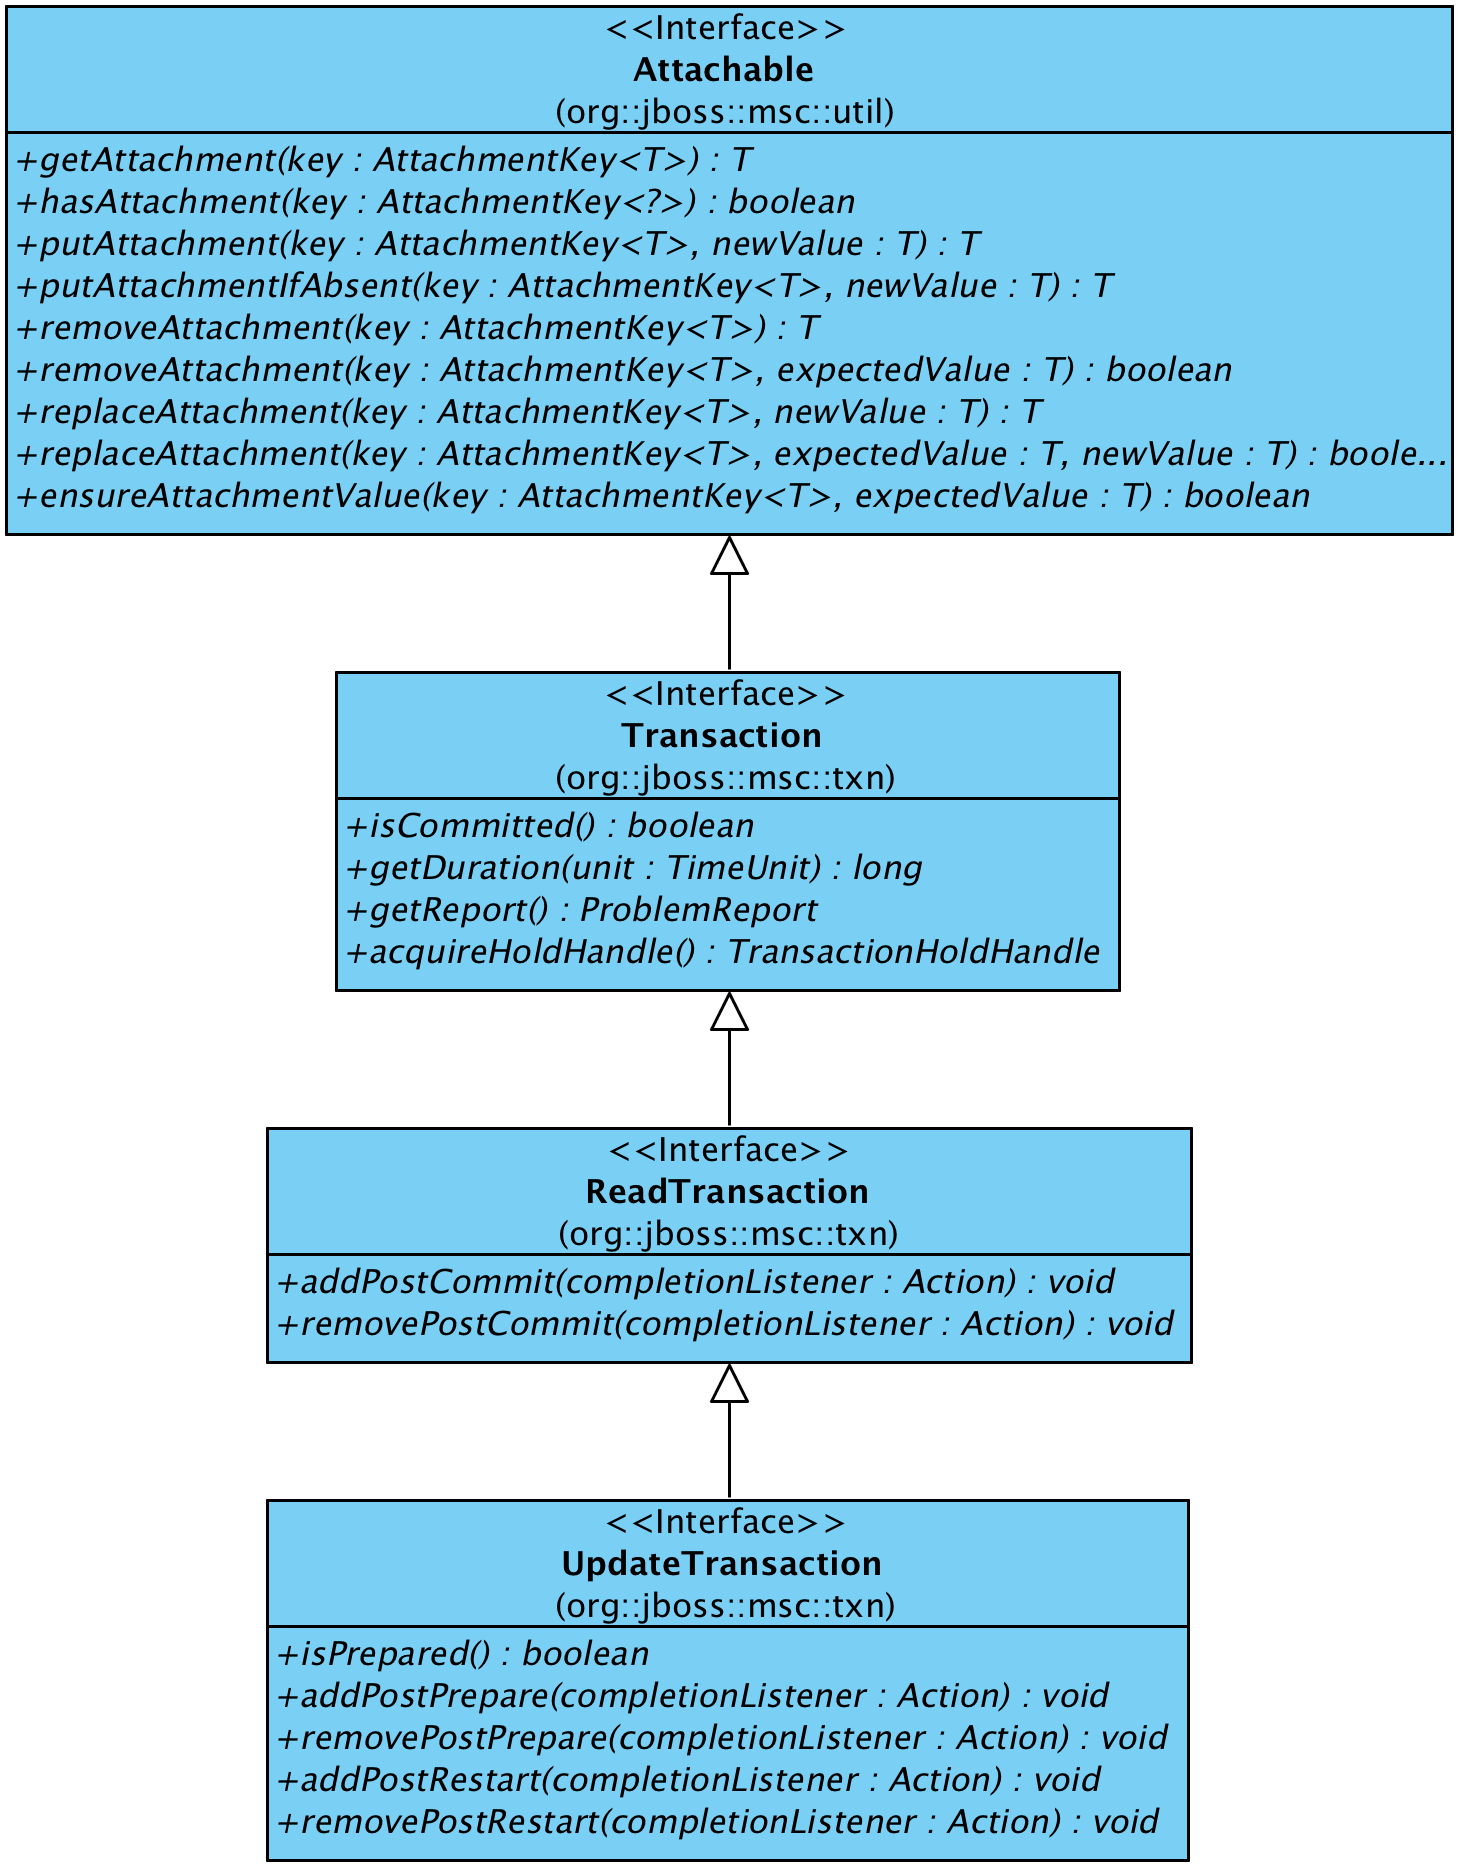 <<Interface>>
Attachable
(org::jboss::msc::util)
+getAttachment(key : AttachmentKey<T>) : T
+hasAttachment(key : AttachmentKey<?>) : boolean
+putAttachment(key : AttachmentKey<T>, newValue : T) : T
+putAttachmentIfAbsent(key : AttachmentKey<T>, newValue : T) : T
+removeAttachment(key : AttachmentKey<T>) : T
+removeAttachment(key : AttachmentKey<T>, expectedValue : T) : boolean
+replaceAttachment(key : AttachmentKey<T>, newValue : T) : T
+replaceAttachment(key : AttachmentKey<T>, expectedValue : T, newValue : T) : boole...
+ensureAttachmentValue(key : AttachmentKey<T>, expectedValue : T) : boolean
<<Interface>>
Transaction
(org::jboss::msc::txn)
+isCommitted() : boolean
+getDuration(unit : TimeUnit) : long
+getReport() : ProblemReport
+acquireHoldHandle() : TransactionHoldHandle
<<Interface>>
ReadTransaction
(org::jboss::msc::txn)
+addPostCommit(completionListener : Action) : void
+removePostCommit(completionListener : Action) : void
<<Interface>>
UpdateTransaction
(org::jboss::msc::txn)
+isPrepared() : boolean
+addPostPrepare(completionListener : Action) : void
+removePostPrepare(completionListener : Action) : void
+addPostRestart(completionListener : Action) : void
+removePostRestart(completionListener : Action) : void